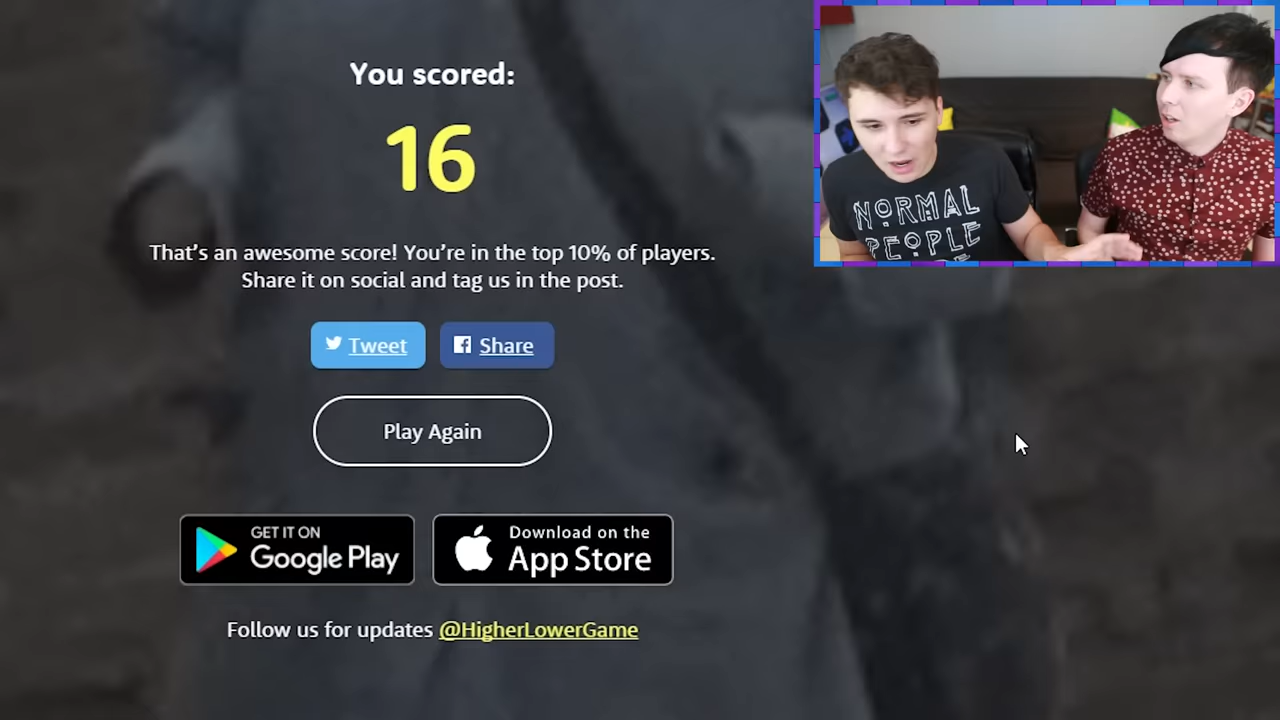 You scored:
16
That's an awesome score! You're in the top 10% of players.
Share it on social and tag us in the post.
Tweet
Share
Play Again
GET IT ON
Google Play
Download on the
App Store
Follow us for updates @HigherLowerGame
NORMAL
PEOPLE